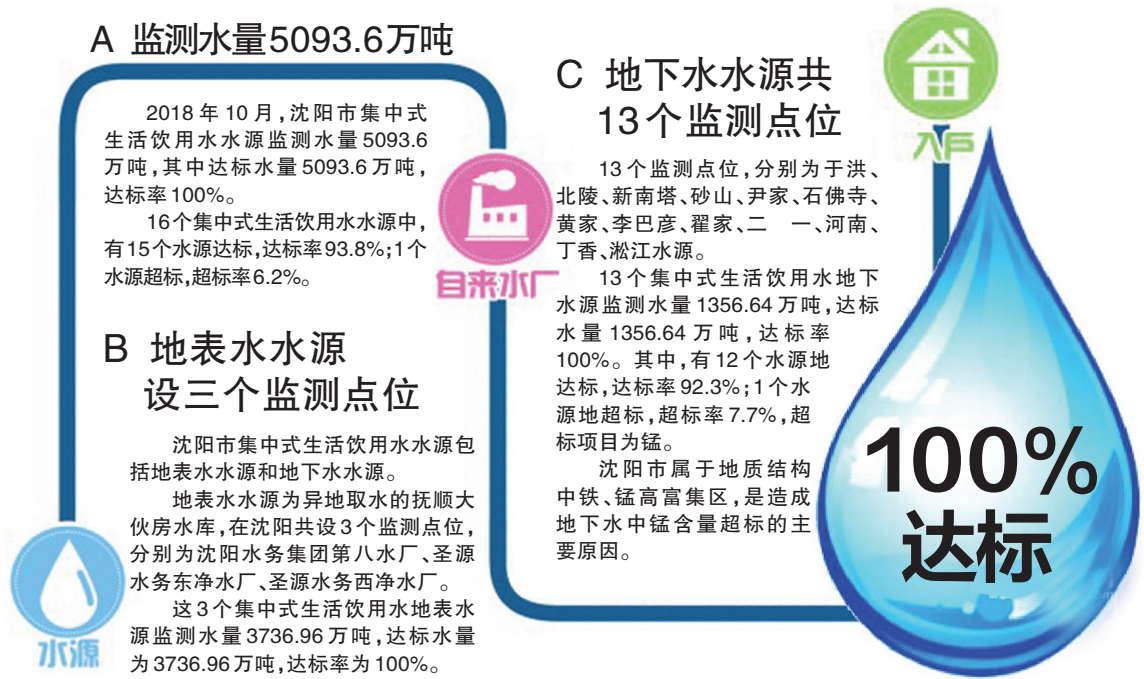 A 监测水量5093.6万吨
2018年10月,沈阳市集中式
生活饮用水水源监测水量5093.6
万吨,其中达标水量5093.6万吨,
达标率100%。
16个集中式生活饮用水水源中,
有15个水源达标,达标率93.8%;1个
水源超标,超标率6.2%。
自来水厂
B 地表水水源
设三个监测点位
沈阳市集中式生活饮用水水源包
括地表水水源和地下水水源。
地表水水源为异地取水的抚顺大
伙房水库,在沈阳共设3个监测点位,
分别为沈阳水务集团第八水厂、圣源
水务东净水厂、圣源水务西净水厂。
这3个集中式生活饮用水地表水
源监测水量3736.96万吨,达标水量
为3736.96万吨,达标率为100%。
水源
C 地下水水源共
13个监测点位
13个监测点位,分别为于洪、
北陵、新南塔、砂山、尹家、石佛寺、
黄家、李巴彦、翟家、二 一、河南、
丁香、淞江水源。
13个集中式生活饮用水地下
水源监测水量1356.64万吨,达标
水量1356.64万吨,达标率
100%。其中,有12个水源地
达标,达标率92.3%;1个水
源地超标,超标率7.7%,超
标项目为锰。
沈阳市属于地质结构
中铁、锰高富集区,是造成
地下水中锰含量超标的主
要原因。
入户
100%
达标